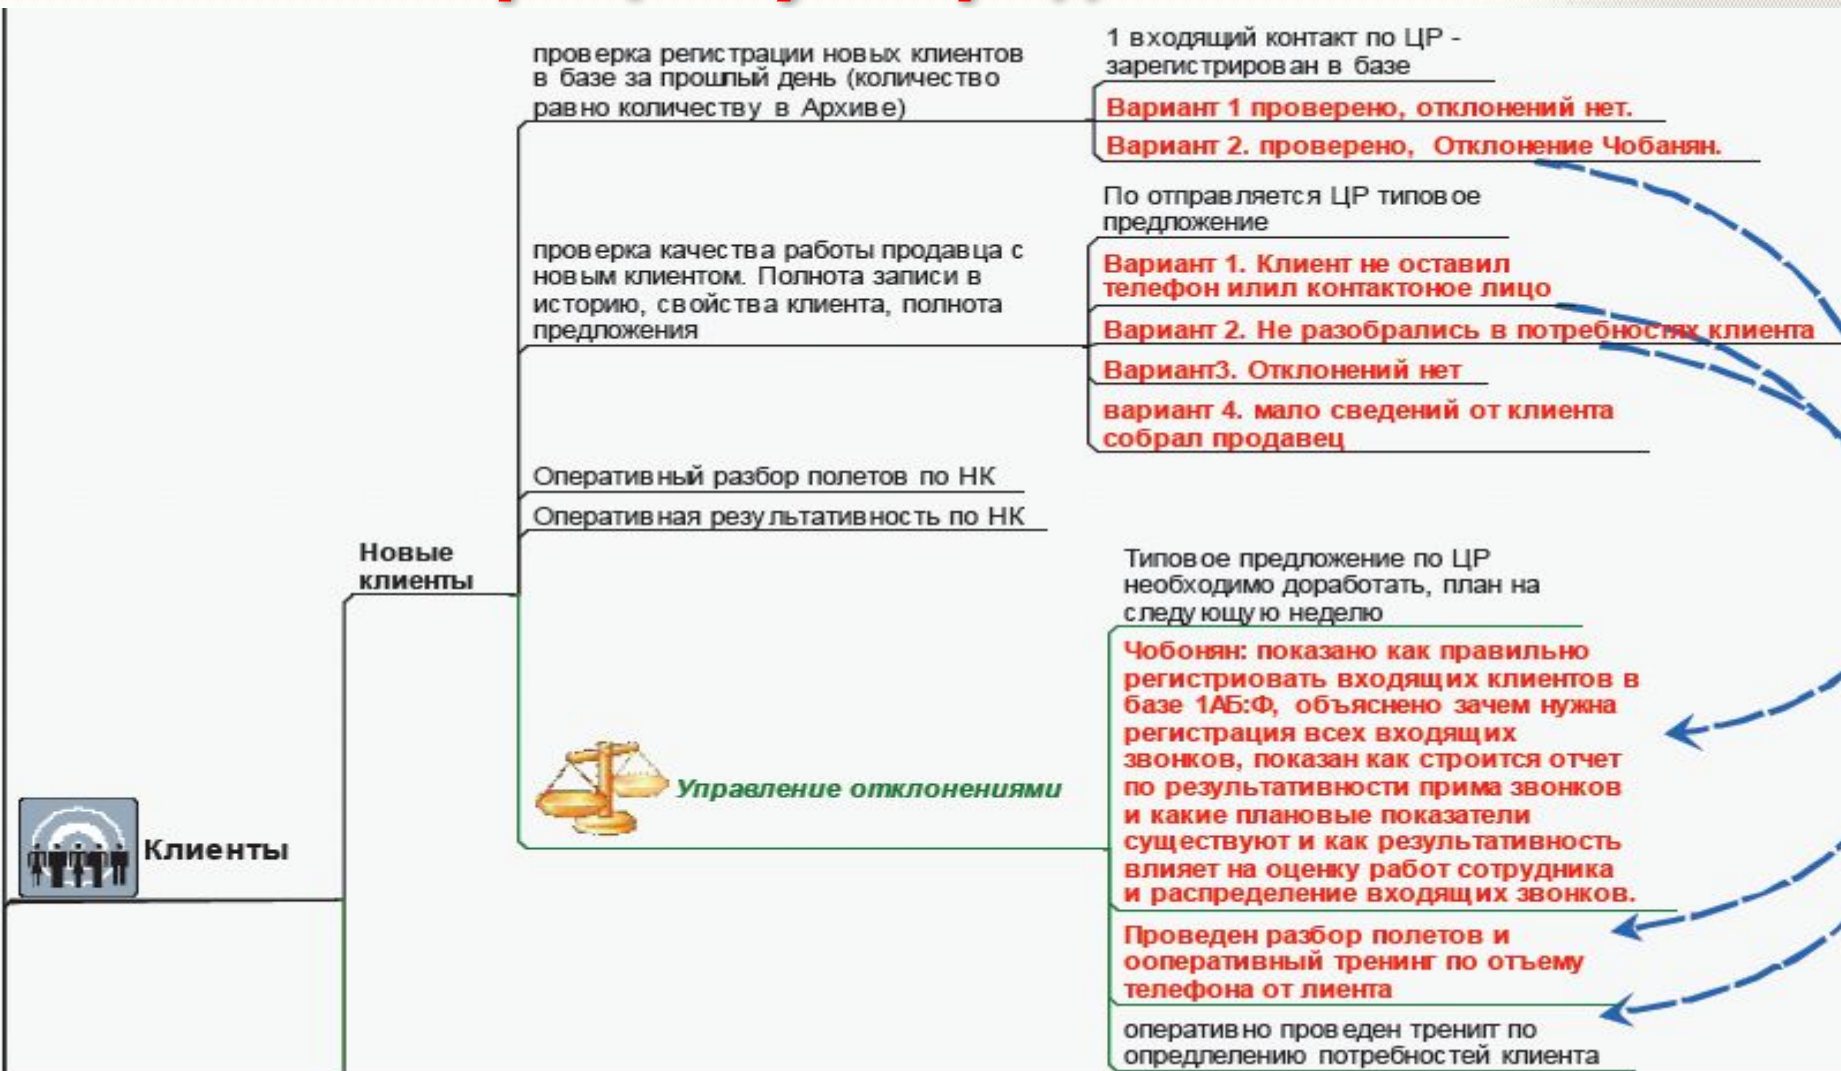 проверка регистрации новых клиентов
в базе за прошлый день (количество
равно количеству в Архиве)
1 входящий контакт по ЦР -
зарегистрирован в базе
Вариант 1 проверено, отклонений нет.
Вариант 2. проверено, Отклонение Чобанян.
проверка качества работы продавца с
новым клиентом. Полнота записи в
историю, свойства клиента, полнота
предложения
По отправляется ЦР типовое
предложение
Вариант 1. Клиент не оставил
телефон илил контактоное лицо
Вариант 2. Не разобрались в потребностях клиента
Вариант3. Отклонений нет
вариант 4. мало сведений от клиента
собрал продавец
Оперативный разбор полетов по НК
Оперативная результативность по НК
Новые
клиенты
Типовое предложение по ЦР
необходимо доработать, план на
следующую неделю
Чобонян: показано как правильно
регистриовать входящих клиентов в
базе 1АБ:Ф, объяснено зачем нужна
регистрация всех входящих
звонков, показан как строится отчет
по результативности прима звонков
и какие плановые показатели
существуют и как результативность
влияет на оценку работ сотрудника
и распределение входящих звонков.
Управление отклонениями
Клиенты
Проведен разбор полетов и
ооперативный тренинг по отъему
телефона от лиента
оперативно проведен тренигг по
опредлелению потребностей клиента